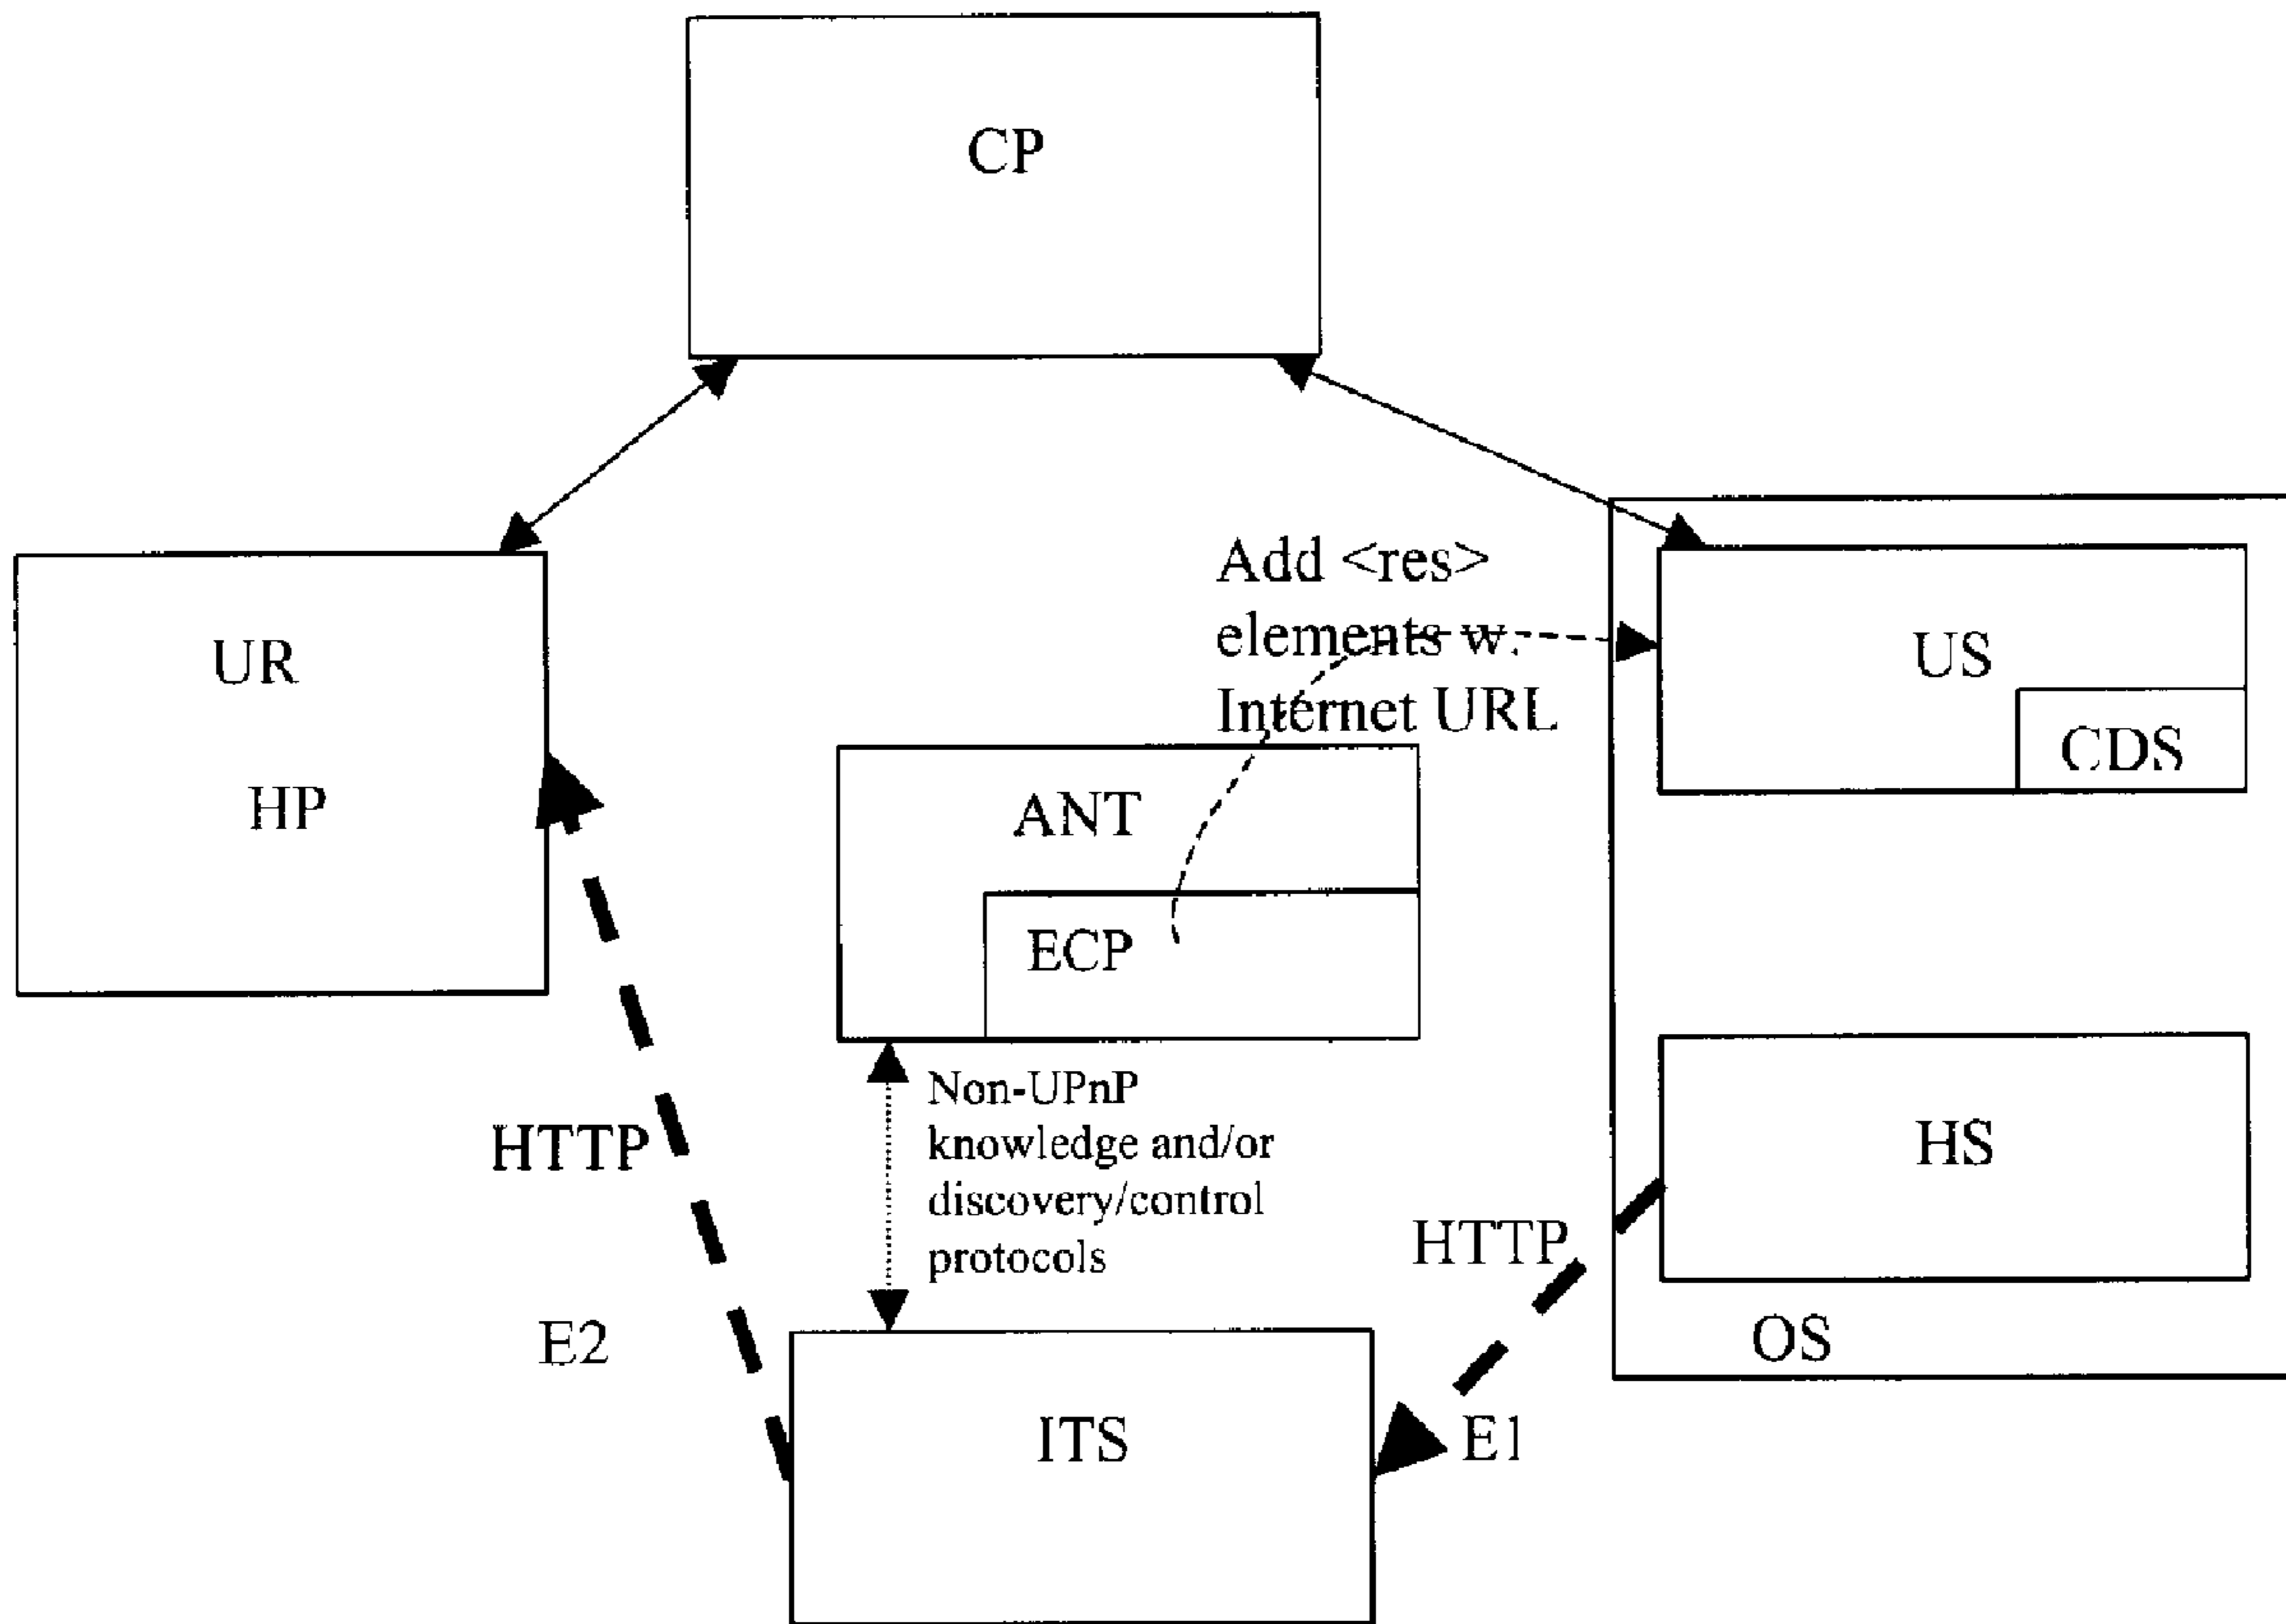 CP
Add <res>
elements w.
Internet URL
UR
HP
US
CDS
ANT
ECP
Non-UPnP
knowledge and/or
discovery/control
protocols
HTTP
E2
HTTP
E1
HS
OS
ITS